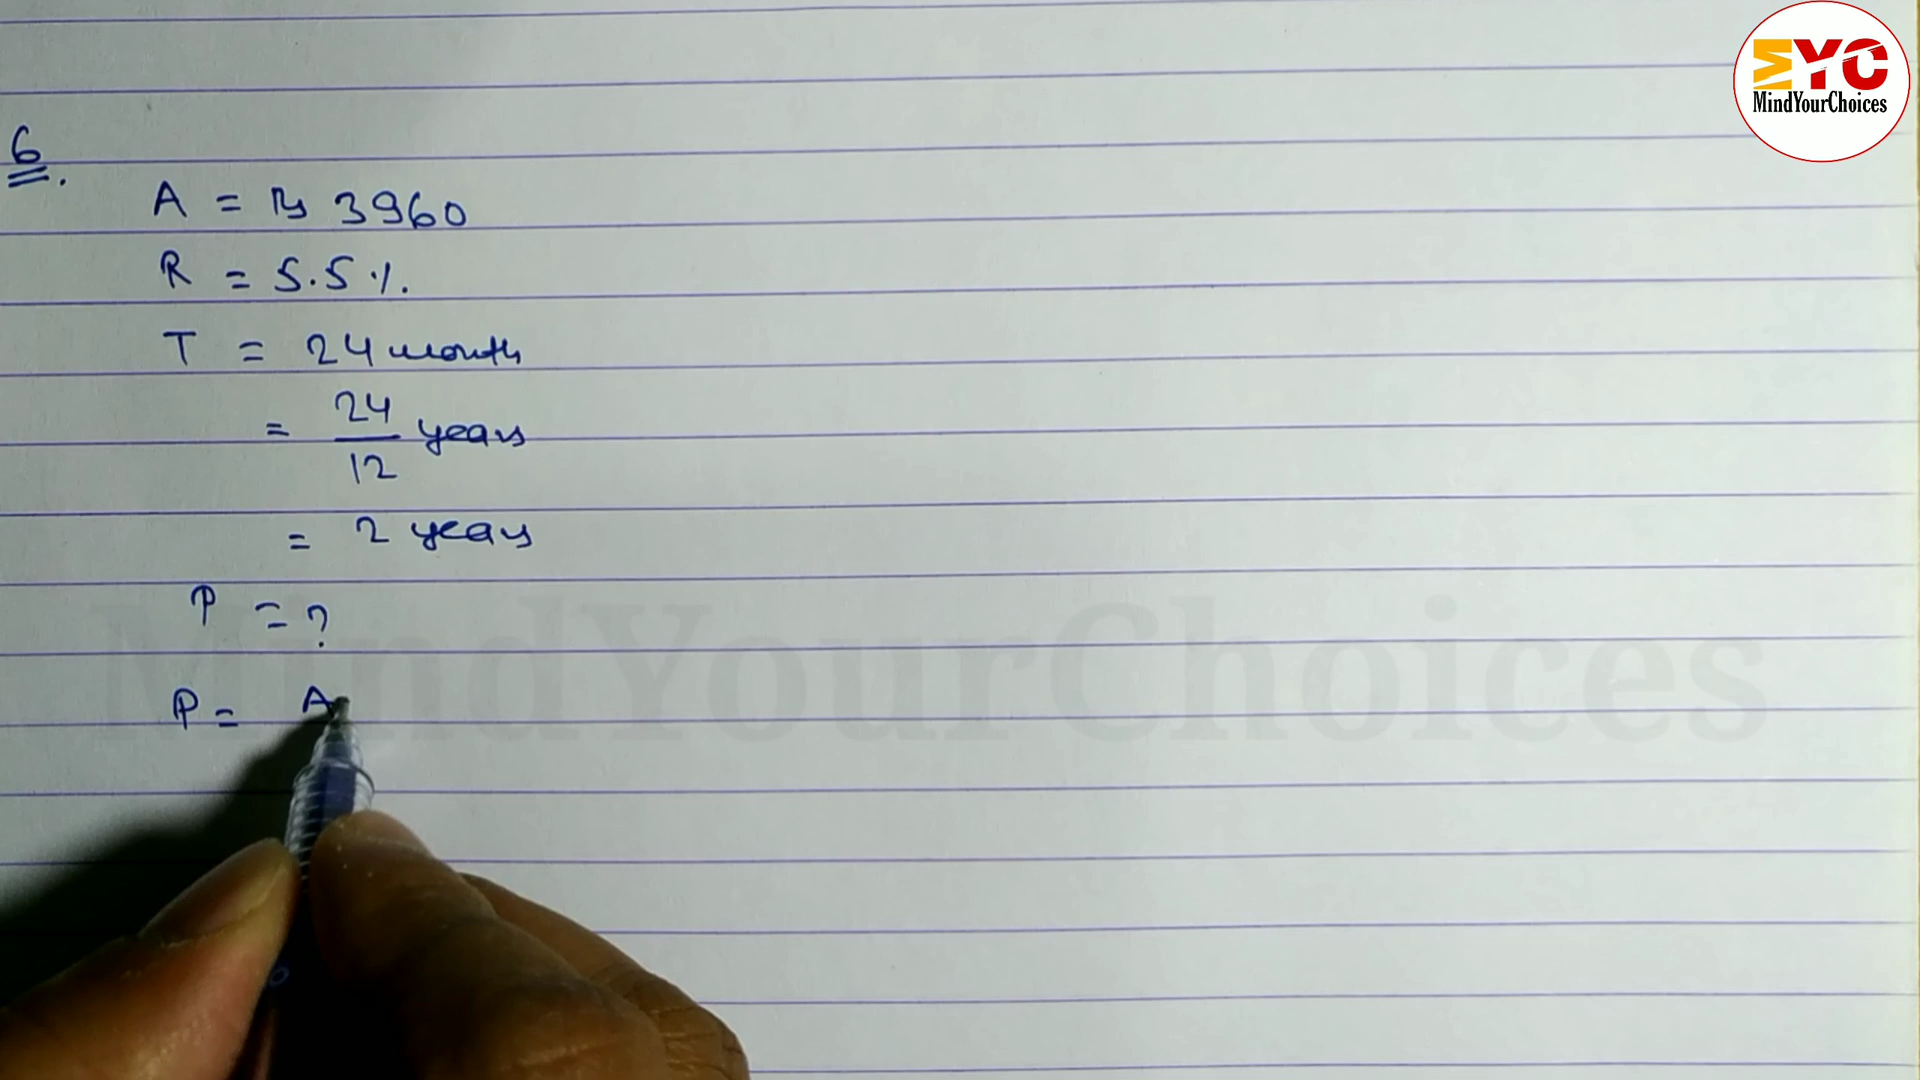 MYC
MindYourChoices
6.
A = Rs 3960
R = 5.5 %.
T = 24 month
= 24/12 years
= 2 years
P = ?
P = A
MindYourChoices